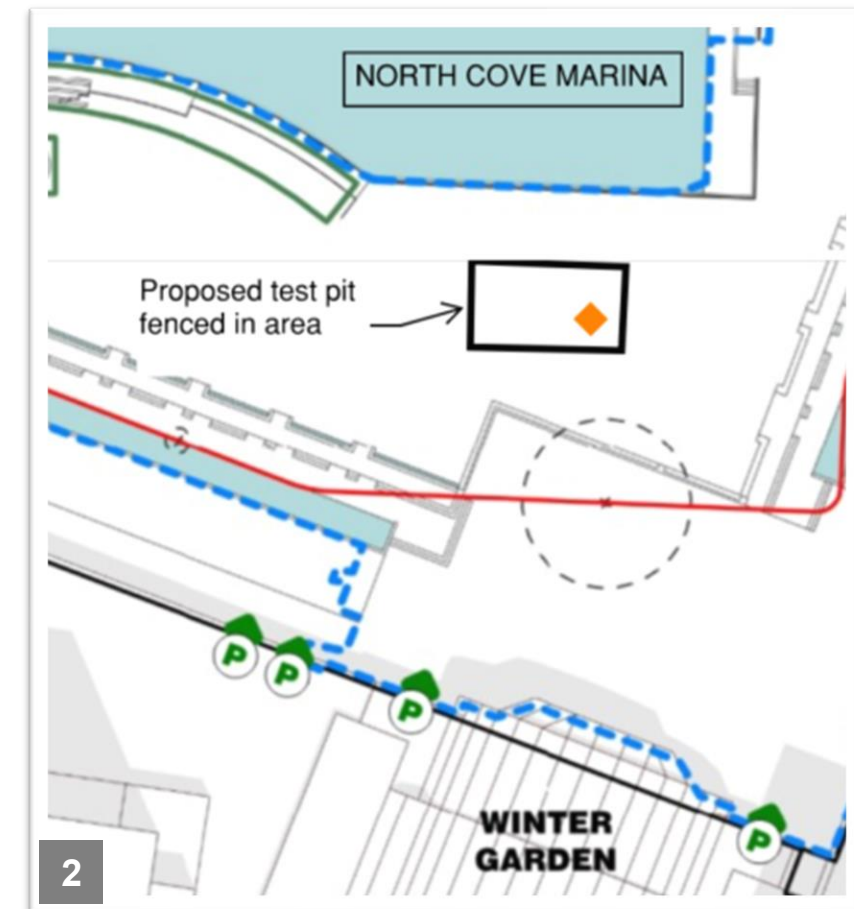 NORTH COVE MARINA
Proposed test pit
fenced in area
P
P
P
P
WINTER
GARDEN
2